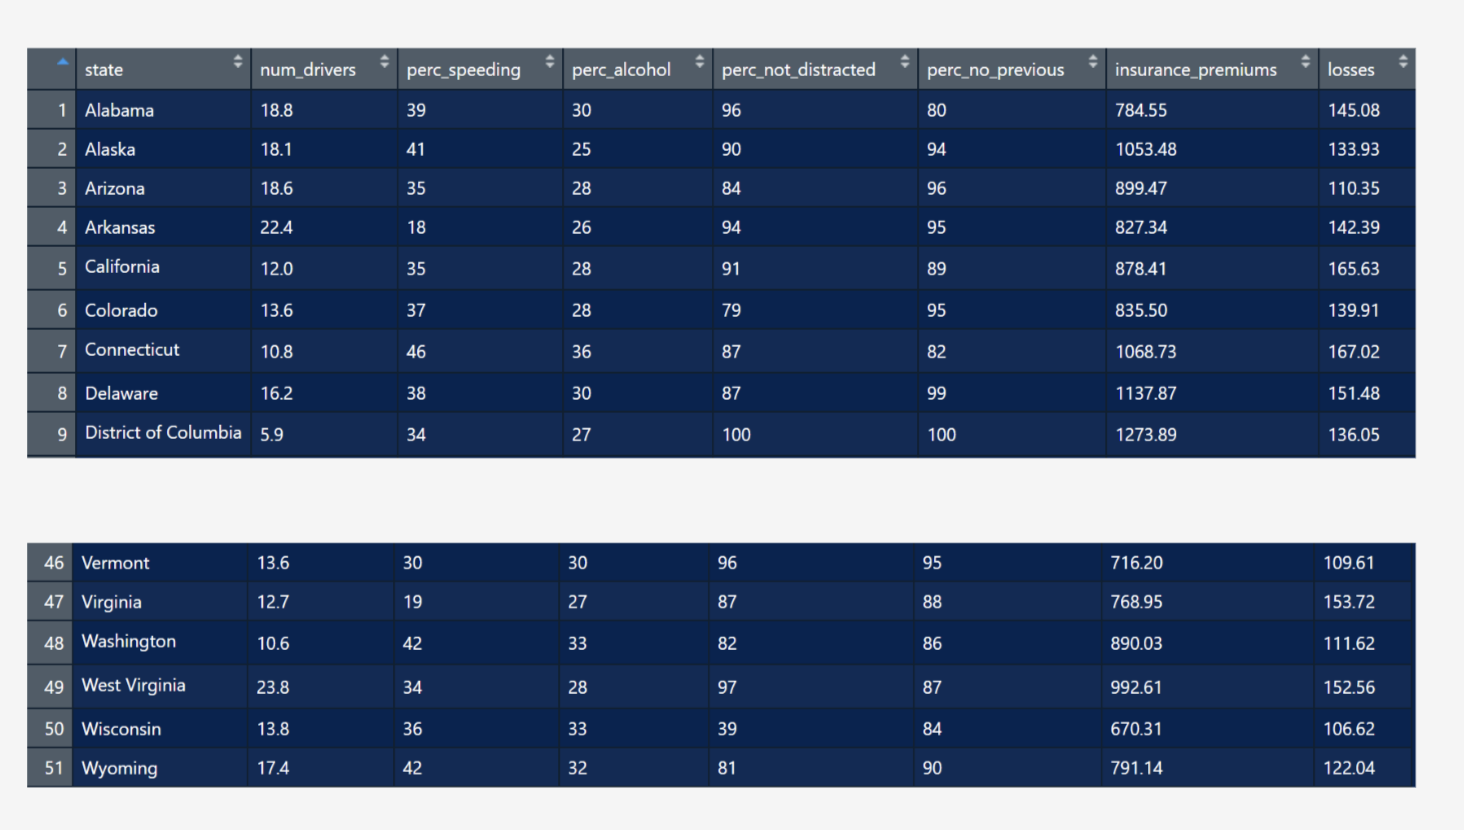 state num_drivers perc_speeding perc_alcohol perc_not_distracted perc_no_previous insurance_premiums losses
1 Alabama 18.8 39 30 96 80 784.55 145.08
2 Alaska 18.1 41 25 90 94 1053.48 133.93
3 Arizona 18.6 35 28 84 96 899.47 110.35
4 Arkansas 22.4 18 26 94 95 827.34 142.39
5 California 12.0 35 28 91 89 878.41 165.63
6 Colorado 13.6 37 28 79 95 835.50 139.91
7 Connecticut 10.8 46 36 87 82 1068.73 167.02
8 Delaware 16.2 38 30 87 99 1137.87 151.48
9 District of Columbia 5.9 34 27 100 100 1273.89 136.05
46 Vermont 13.6 30 30 96 95 716.20 109.61
47 Virginia 12.7 19 27 87 88 768.95 153.72
48 Washington 10.6 42 33 82 86 890.03 111.62
49 West Virginia 23.8 34 28 97 87 992.61 152.56
50 Wisconsin 13.8 36 33 39 84 670.31 106.62
51 Wyoming 17.4 42 32 81 90 791.14 122.04